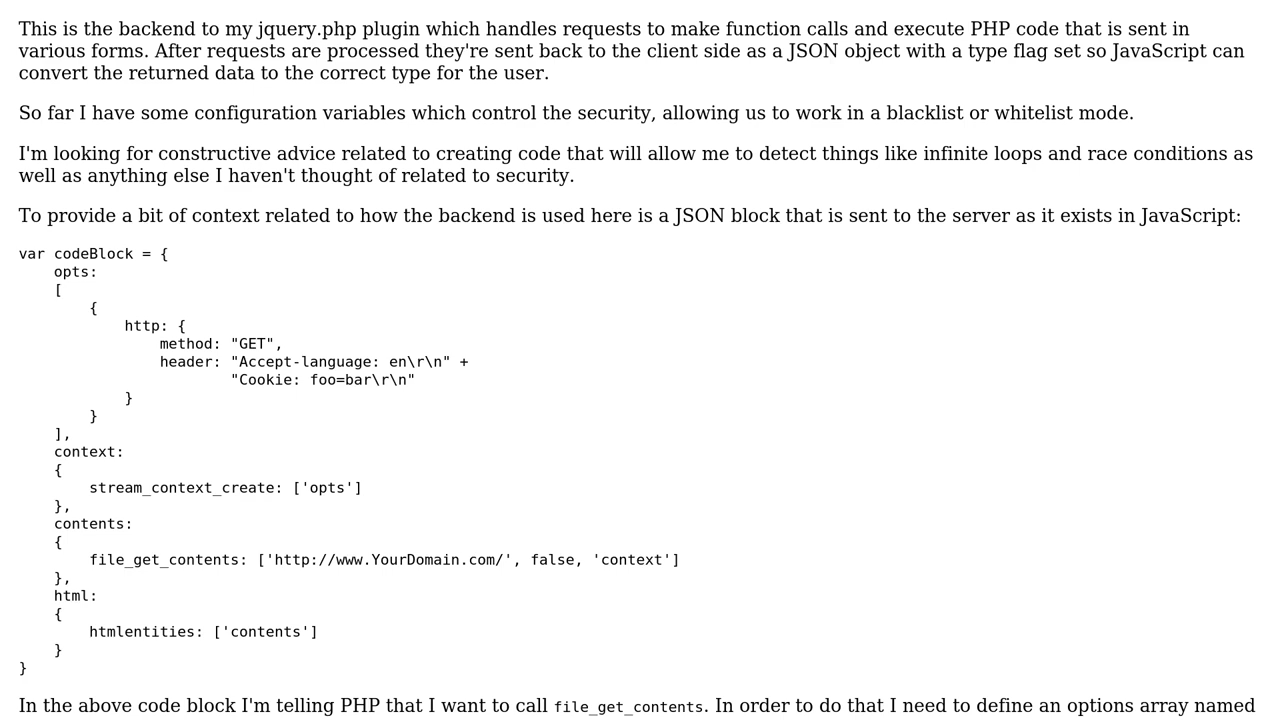 This is the backend to my jquery.php plugin which handles requests to make function calls and execute PHP code that is sent in
various forms. After requests are processed they're sent back to the client side as a JSON object with a type flag set so JavaScript can
convert the returned data to the correct type for the user.
So far I have some configuration variables which control the security, allowing us to work in a blacklist or whitelist mode.
I'm looking for constructive advice related to creating code that will allow me to detect things like infinite loops and race conditions as
well as anything else I haven't thought of related to security.
To provide a bit of context related to how the backend is used here is a JSON block that is sent to the server as it exists in JavaScript:
var codeBlock = {
    opts:
    [
        {
            http: {
                method: "GET",
                header: "Accept-language: en\r\n" +
                        "Cookie: foo=bar\r\n"
            }
        }
    ],
    context:
    {
        stream_context_create: ['opts']
    },
    contents:
    {
        file_get_contents: ['http://www.YourDomain.com/', false, 'context']
    },
    html:
    {
        htmlentities: ['contents']
    }
}
In the above code block I'm telling PHP that I want to call file_get_contents. In order to do that I need to define an options array named